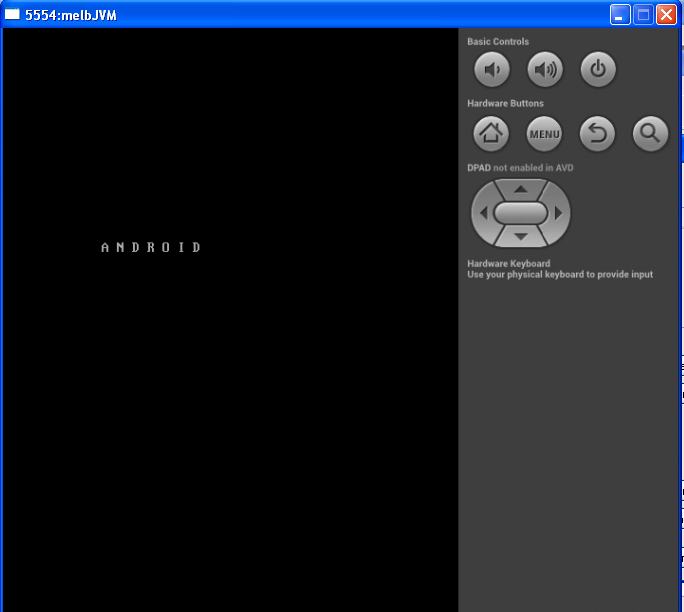 5554:melbJVM
Basic Controls
Hardware Buttons
MENU
DPAD not enabled in AVD
A N D R O I D
Hardware Keyboard
Use your physical keyboard to provide input